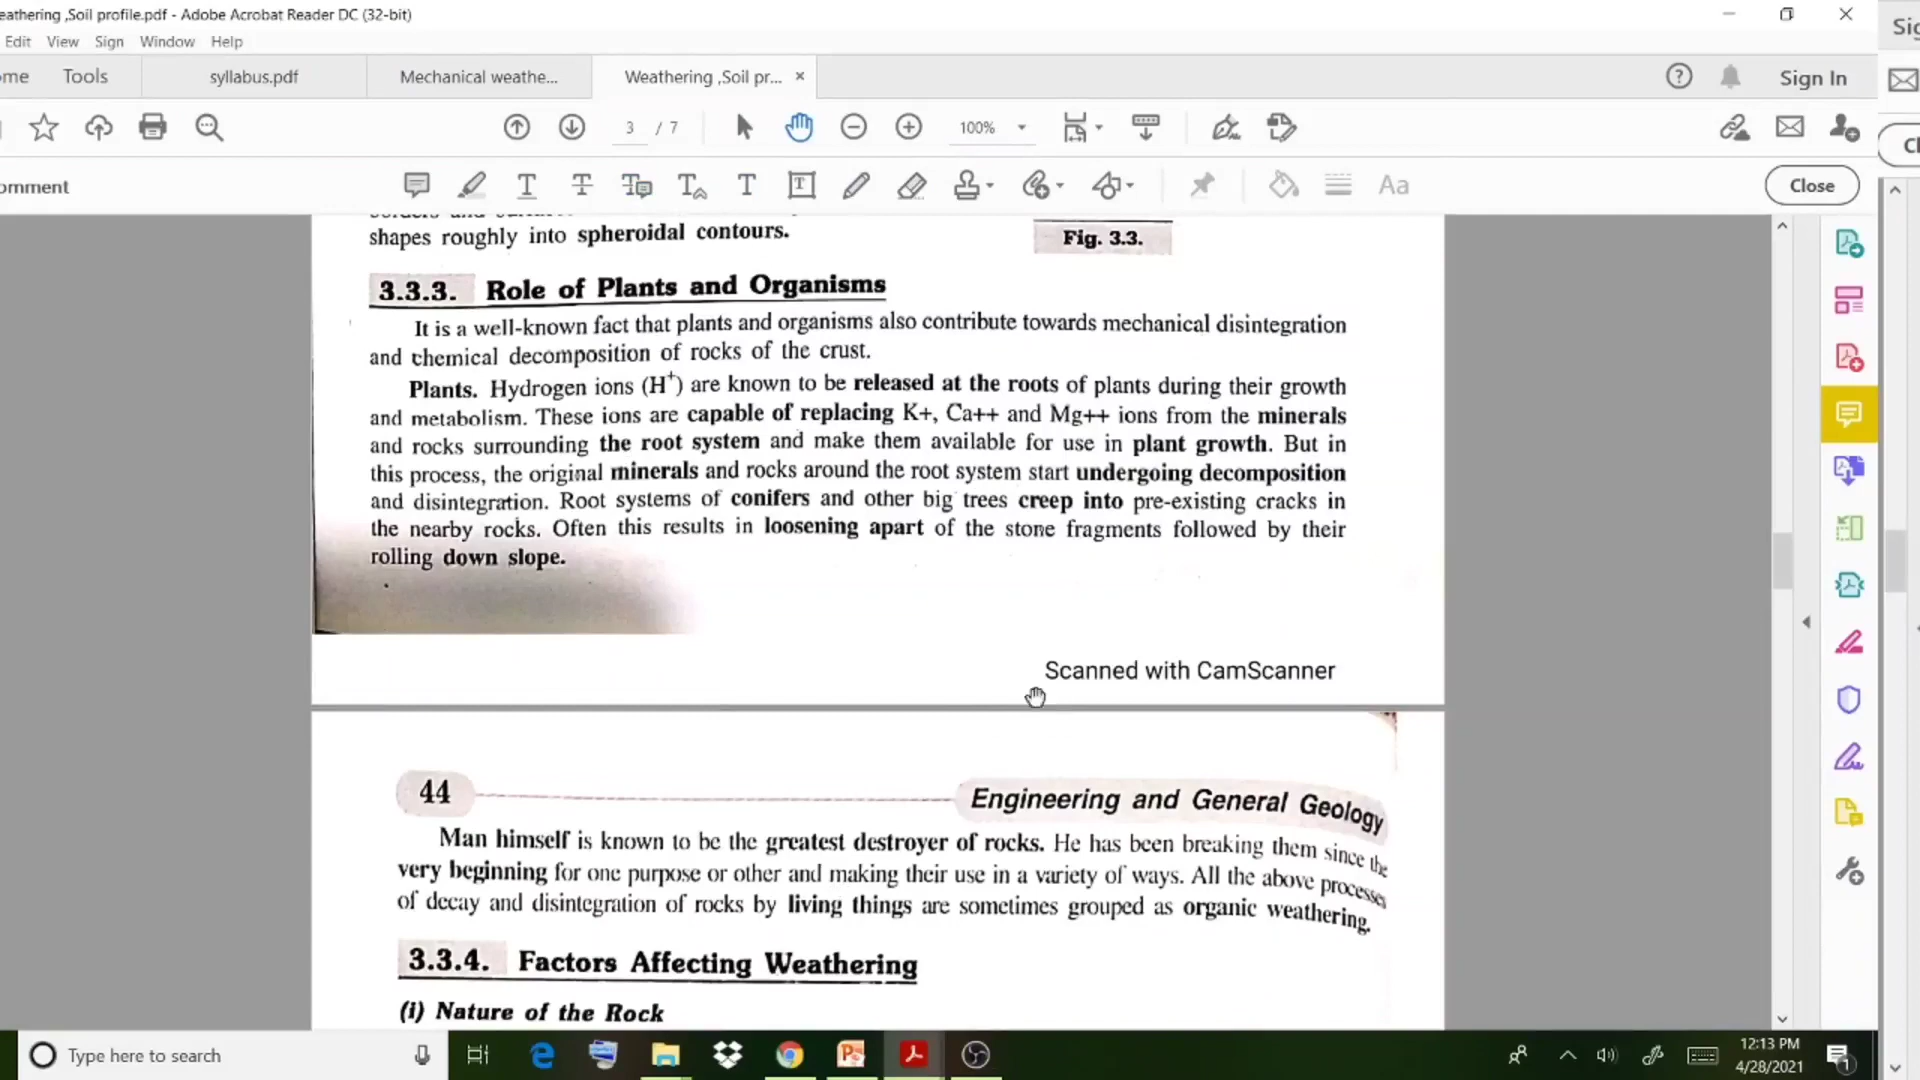 eathering ,Soil profile.pdf - Adobe Acrobat Reader DC (32-bit)
Edit View Sign Window Help
ome Tools syllabus.pdf Mechanical weathe... Weathering ,Soil pr... × Sign In Sig
3 / 7 100%
omment Close Cl
shapes roughly into spheroidal contours.
Fig. 3.3.
3.3.3. Role of Plants and Organisms
It is a well-known fact that plants and organisms also contribute towards mechanical disintegration
and chemical decomposition of rocks of the crust.
Plants. Hydrogen ions (H⁺) are known to be released at the roots of plants during their growth
and metabolism. These ions are capable of replacing K+, Ca++ and Mg++ ions from the minerals
and rocks surrounding the root system and make them available for use in plant growth. But in
this process, the original minerals and rocks around the root system start undergoing decomposition
and disintegration. Root systems of conifers and other big trees creep into pre-existing cracks in
the nearby rocks. Often this results in loosening apart of the stone fragments followed by their
rolling down slope.
Scanned with CamScanner
44 Engineering and General Geology
Man himself is known to be the greatest destroyer of rocks. He has been breaking them since the
very beginning for one purpose or other and making their use in a variety of ways. All the above processes
of decay and disintegration of rocks by living things are sometimes grouped as organic weathering.
3.3.4. Factors Affecting Weathering
(i) Nature of the Rock
Type here to search
12:13 PM
4/28/2021
1